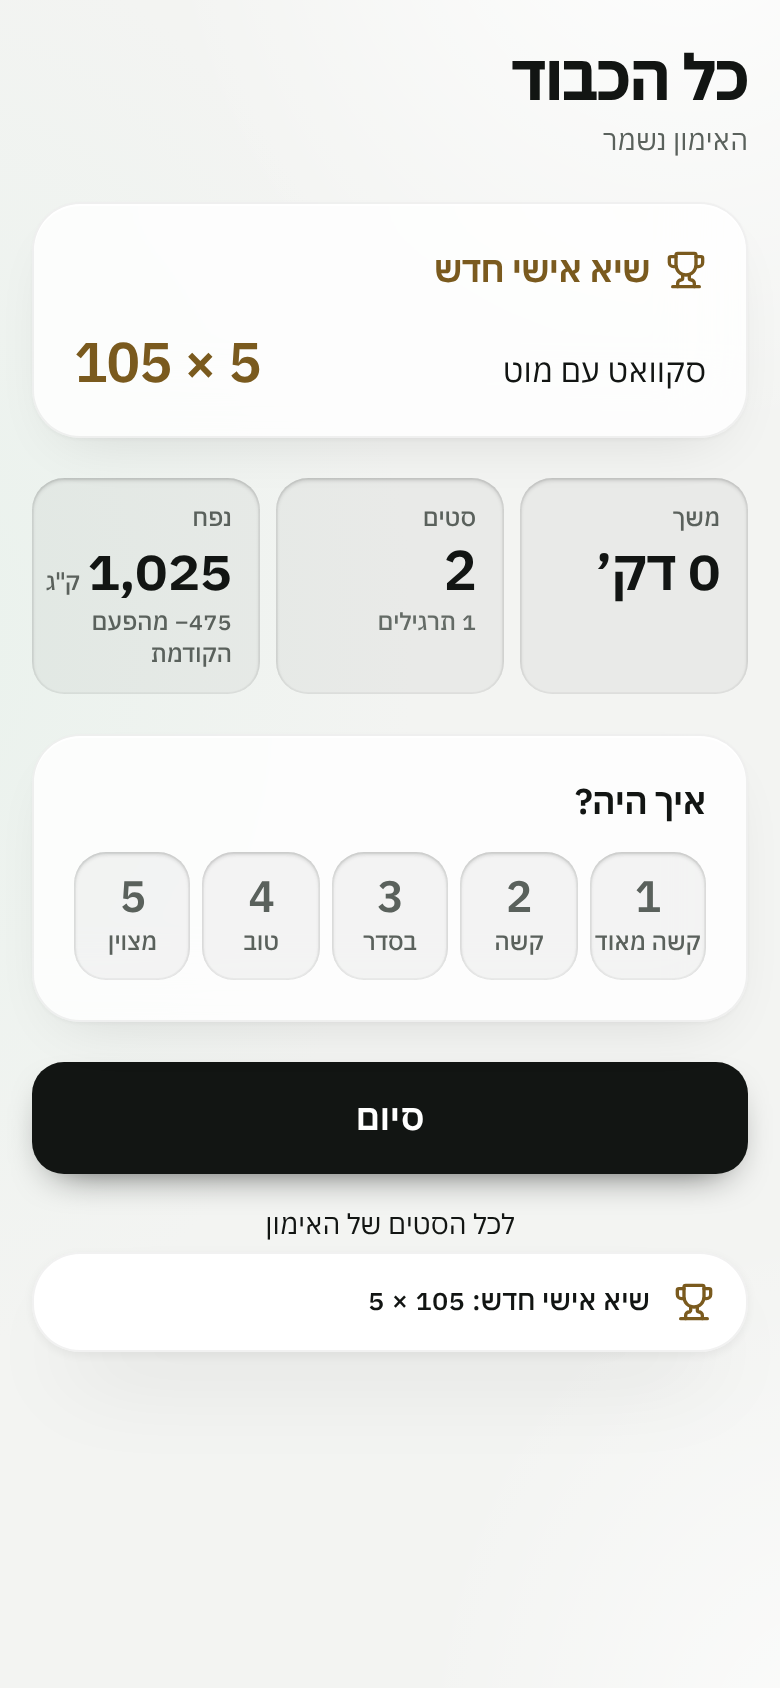 כל הכבוד
האימון נשמר
שיא אישי חדש
סקוואט עם מוט
105 × 5
משך
0 דק׳
סטים
2
1 תרגילים
נפח
1,025 ק"ג
−475 מהפעם
הקודמת
איך היה?
1
קשה מאוד
2
קשה
3
בסדר
4
טוב
5
מצוין
סיום
לכל הסטים של האימון
שיא אישי חדש: 105 × 5